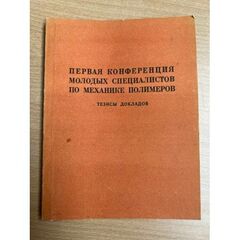 ПЕРВАЯ КОНФЕРЕНЦИЯ
МОЛОДЫХ СПЕЦИАЛИСТОВ
ПО МЕХАНИКЕ ПОЛИМЕРОВ
ТЕЗИСЫ ДОКЛАДОВ